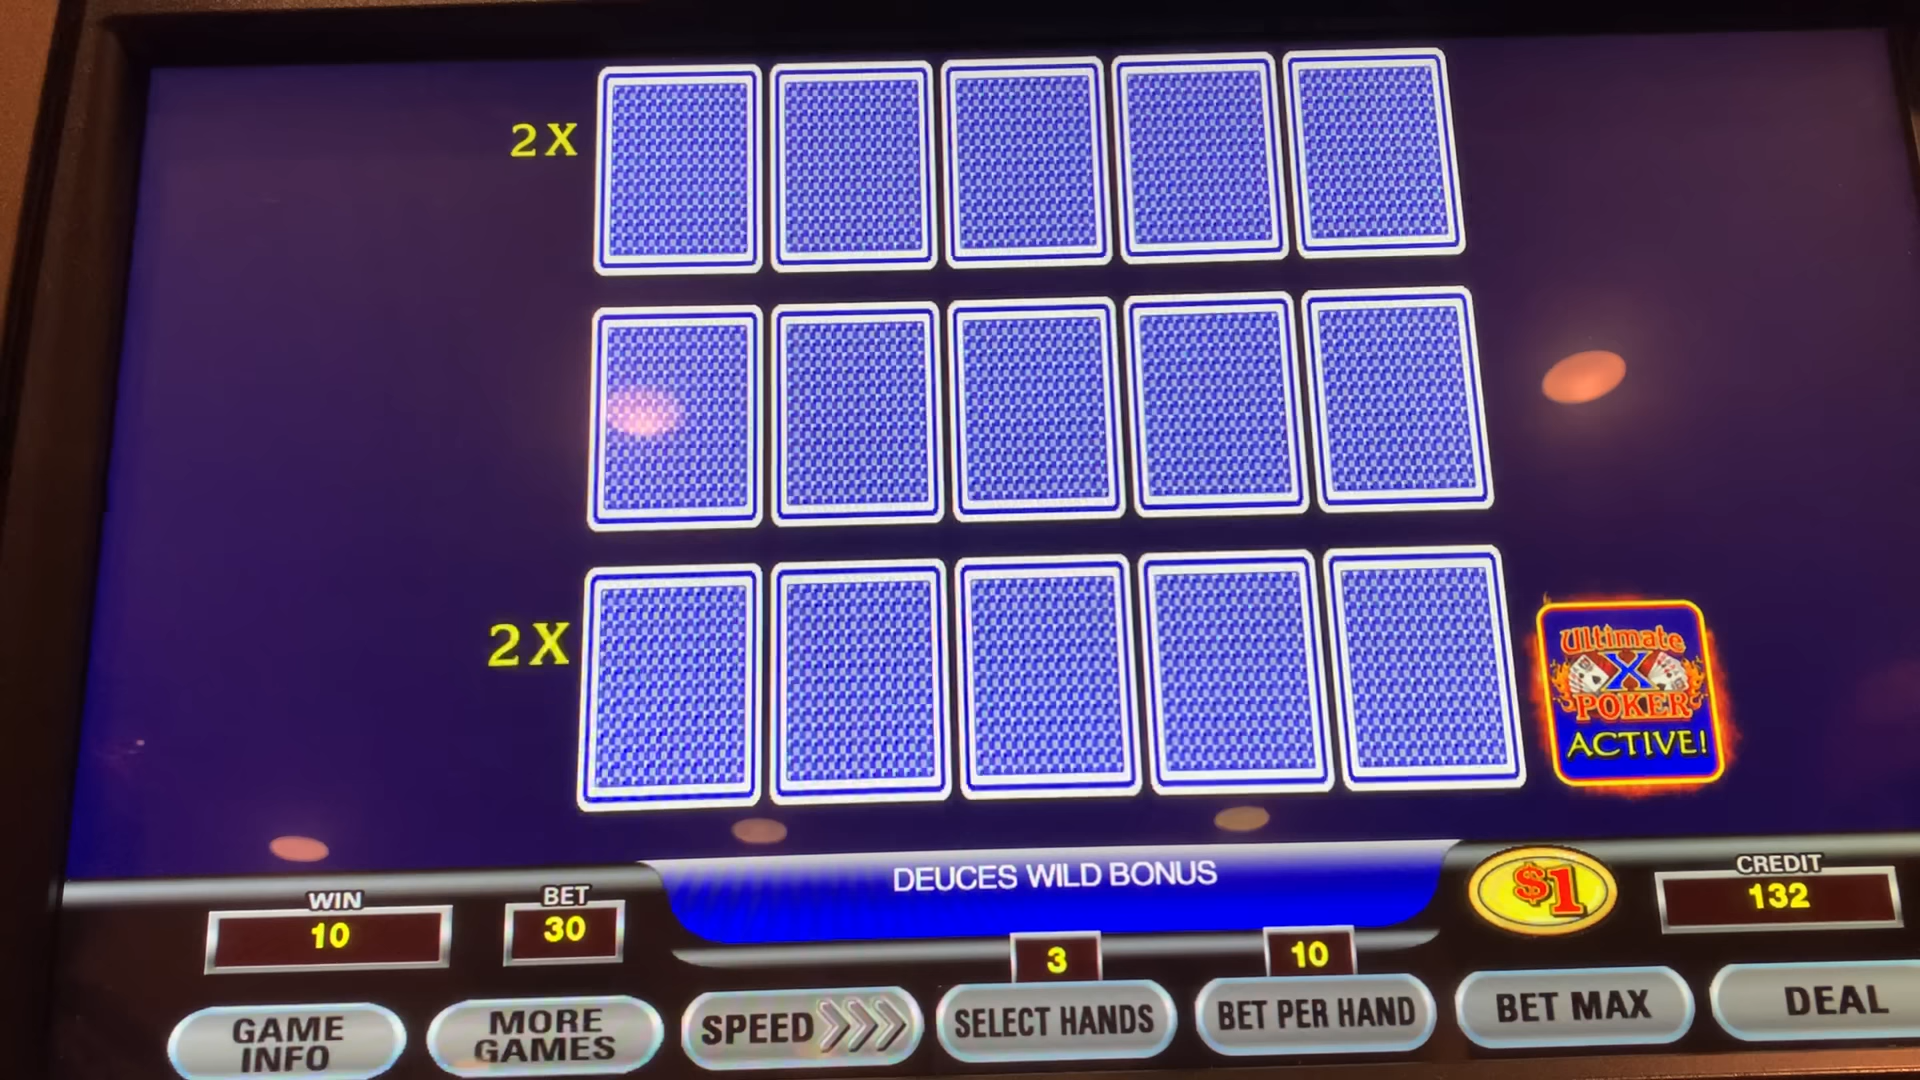 2X
2X
Ultimate
X
POKER
ACTIVE!
DEUCES WILD BONUS
$1
WIN
10
BET
30
3
10
CREDIT
132
GAME
INFO
MORE
GAMES
SPEED
SELECT HANDS
BET PER HAND
BET MAX
DEAL